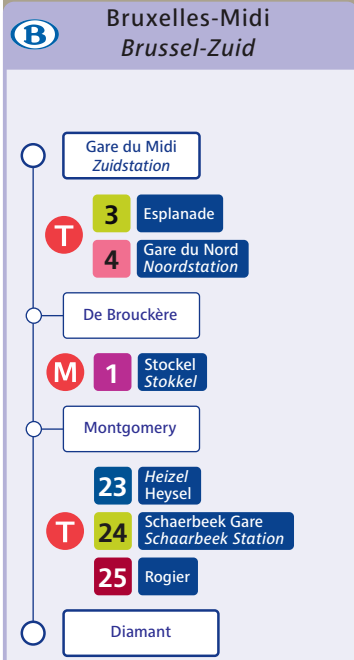 B
Bruxelles-Midi
Brussel-Zuid
Gare du Midi
Zuidstation
T
3 Esplanade
4 Gare du Nord
Noordstation
De Brouckère
M 1 Stockel
Stokkel
Montgomery
23 Heizel
Heysel
T
24 Schaerbeek Gare
Schaarbeek Station
25 Rogier
Diamant